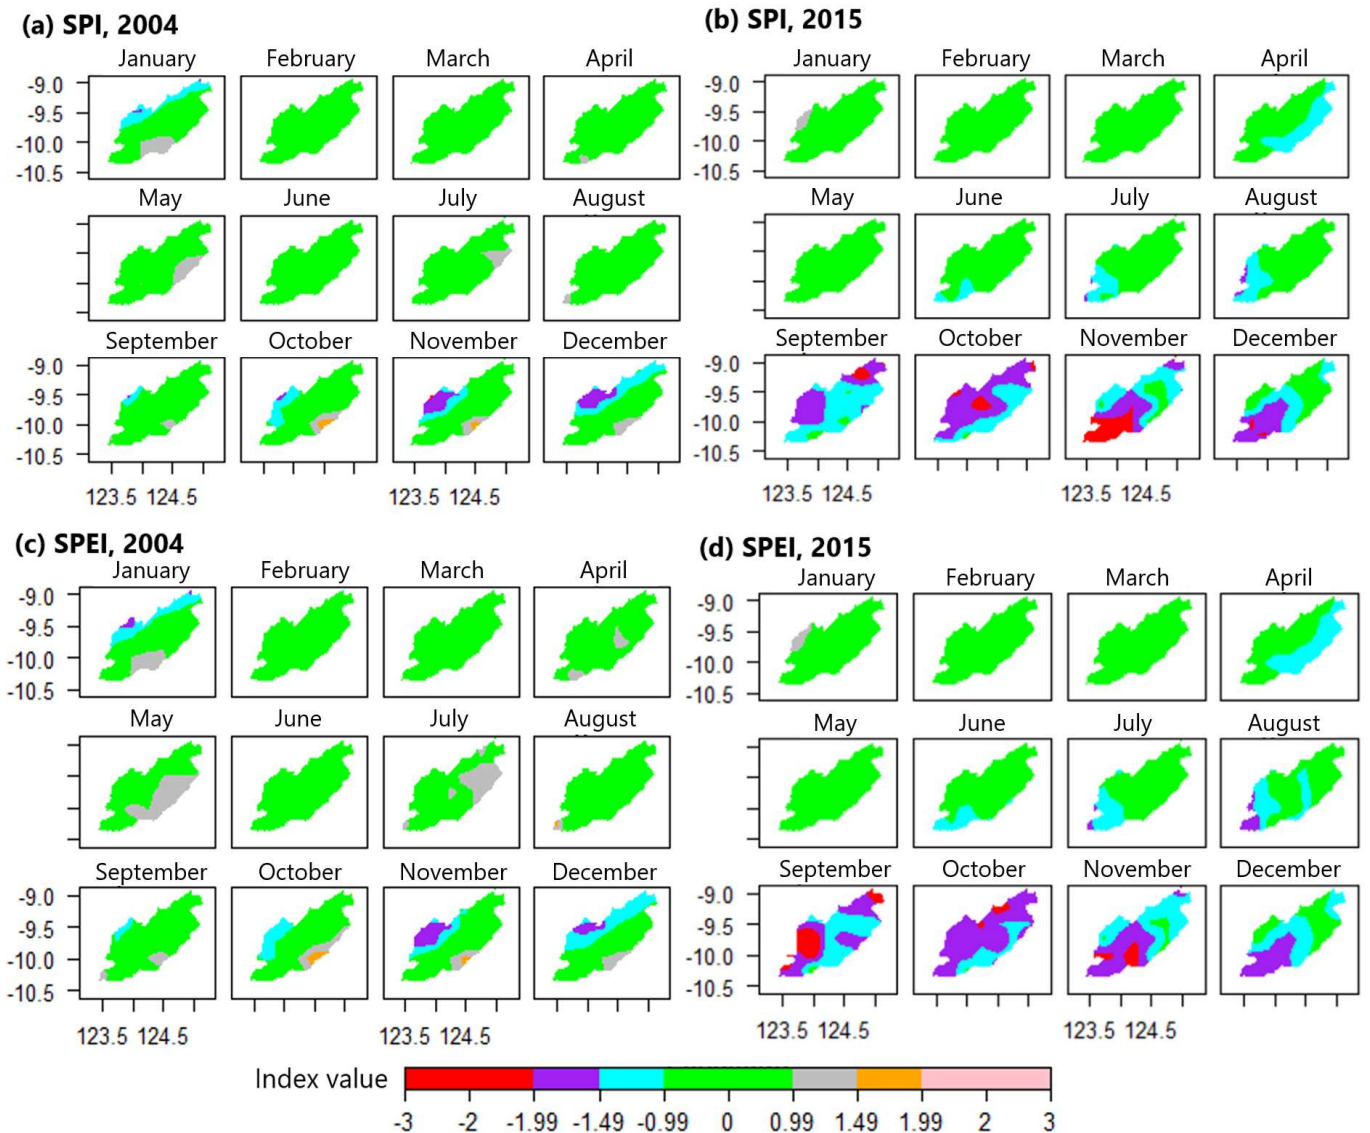 (a) SPI, 2004
January February March April
-9.0
-9.5
-10.0
-10.5
May June July August
September October November December
-9.0
-9.5
-10.0
-10.5
123.5 124.5 123.5 124.5
(b) SPI, 2015
January February March April
-9.0
-9.5
-10.0
-10.5
May June July August
September October November December
-9.0
-9.5
-10.0
-10.5
123.5 124.5 123.5 124.5
(c) SPEI, 2004
January February March April
-9.0
-9.5
-10.0
-10.5
May June July August
September October November December
-9.0
-9.5
-10.0
-10.5
123.5 124.5 123.5 124.5
(d) SPEI, 2015
January February March April
-9.0
-9.5
-10.0
-10.5
May June July August
September October November December
-9.0
-9.5
-10.0
-10.5
123.5 124.5 123.5 124.5
Index value
-3 -2 -1.99 -1.49 -0.99 0 0.99 1.49 1.99 2 3